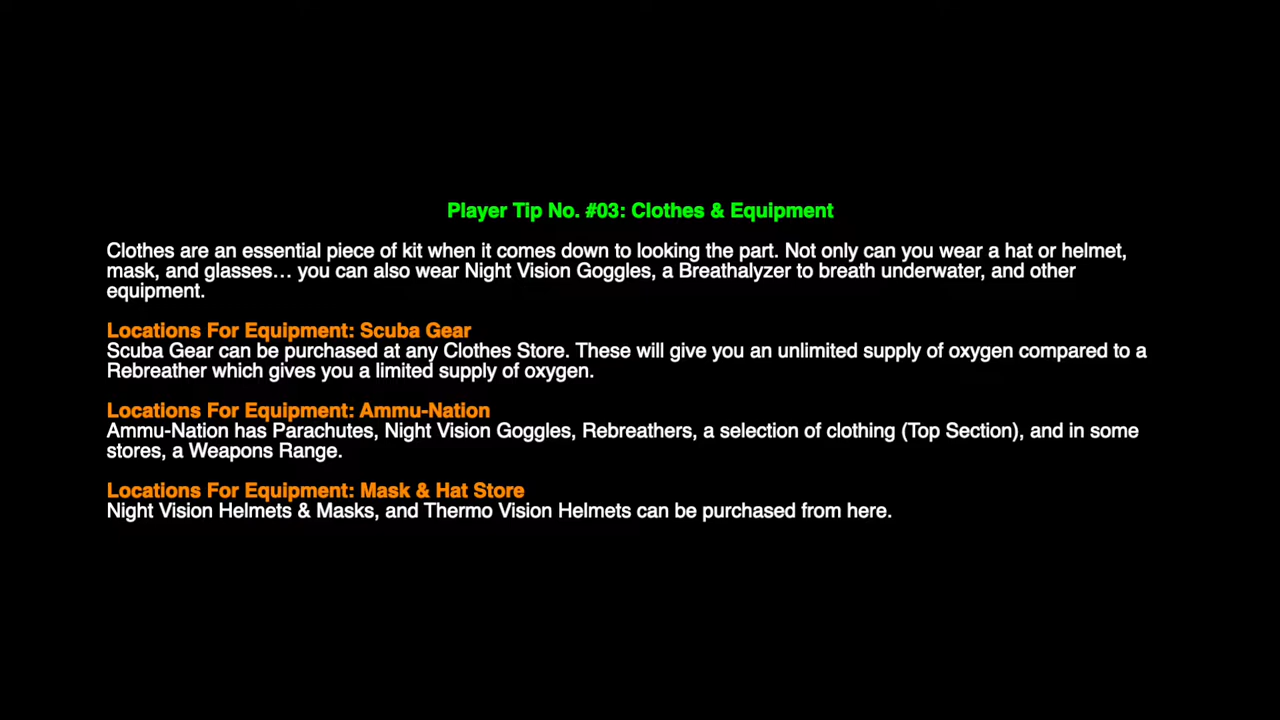 Player Tip No. #03: Clothes & Equipment
Clothes are an essential piece of kit when it comes down to looking the part. Not only can you wear a hat or helmet,
mask, and glasses… you can also wear Night Vision Goggles, a Breathalyzer to breath underwater, and other
equipment.
Locations For Equipment: Scuba Gear
Scuba Gear can be purchased at any Clothes Store. These will give you an unlimited supply of oxygen compared to a
Rebreather which gives you a limited supply of oxygen.
Locations For Equipment: Ammu-Nation
Ammu-Nation has Parachutes, Night Vision Goggles, Rebreathers, a selection of clothing (Top Section), and in some
stores, a Weapons Range.
Locations For Equipment: Mask & Hat Store
Night Vision Helmets & Masks, and Thermo Vision Helmets can be purchased from here.